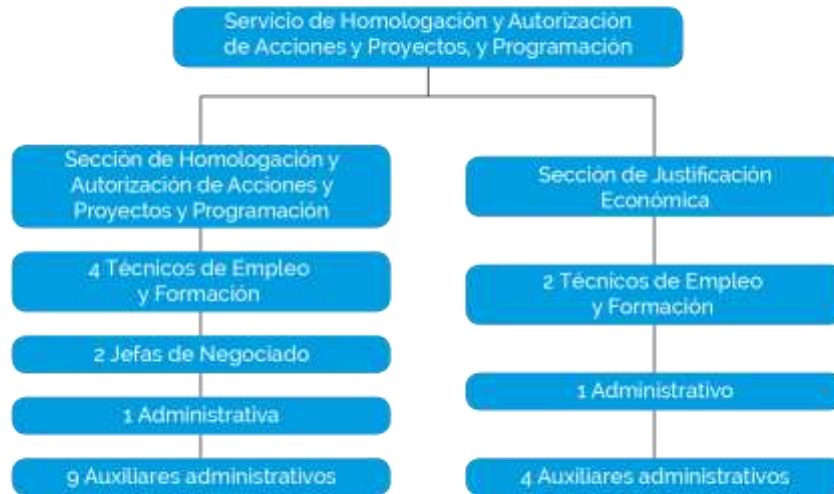 Servicio de Homologación y Autorización
de Acciones y Proyectos, y Programación
Sección de Homologación y
Autorización de Acciones y
Proyectos y Programación
4 Técnicos de Empleo
y Formación
2 Jefas de Negociado
1 Administrativa
9 Auxiliares administrativos
Sección de Justificación
Económica
2 Técnicos de Empleo
y Formación
1 Administrativo
4 Auxiliares administrativos